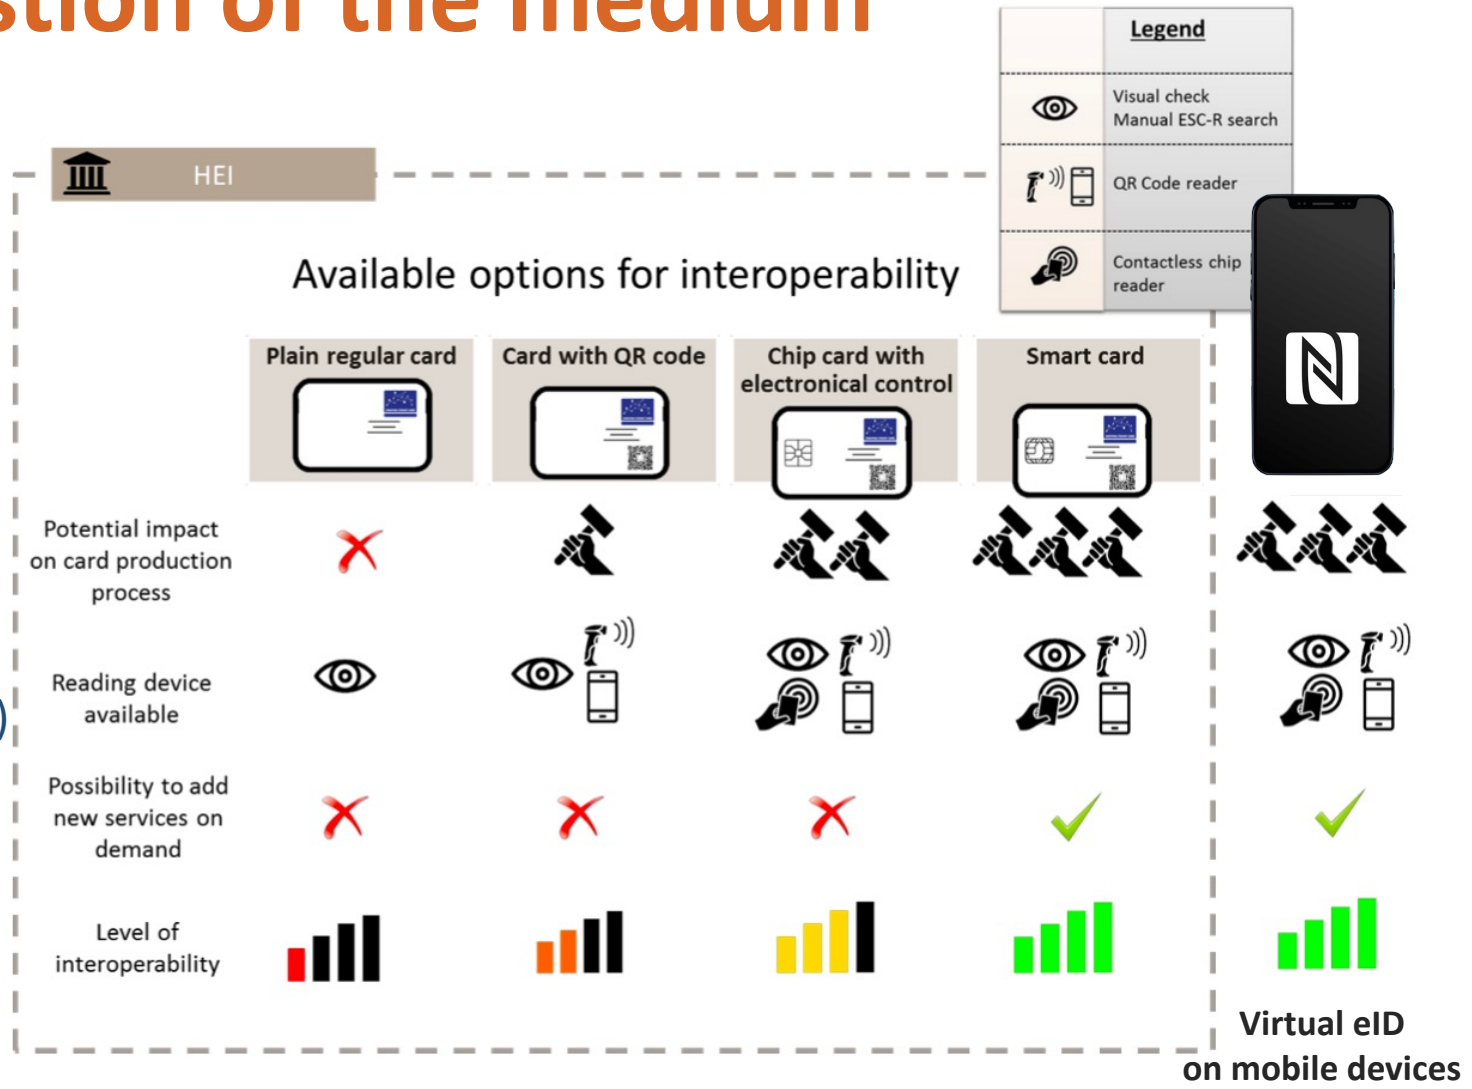 of the medium
Legend
Visual check
Manual ESC-R search
QR Code reader
Contactless chip
reader
HEI
Available options for interoperability
Plain regular card
Card with QR code
Chip card with
electronical control
Smart card
Potential impact
on card production
process
Reading device
available
)
Possibility to add
new services on
demand
Level of
interoperability
Virtual eID
on mobile devices